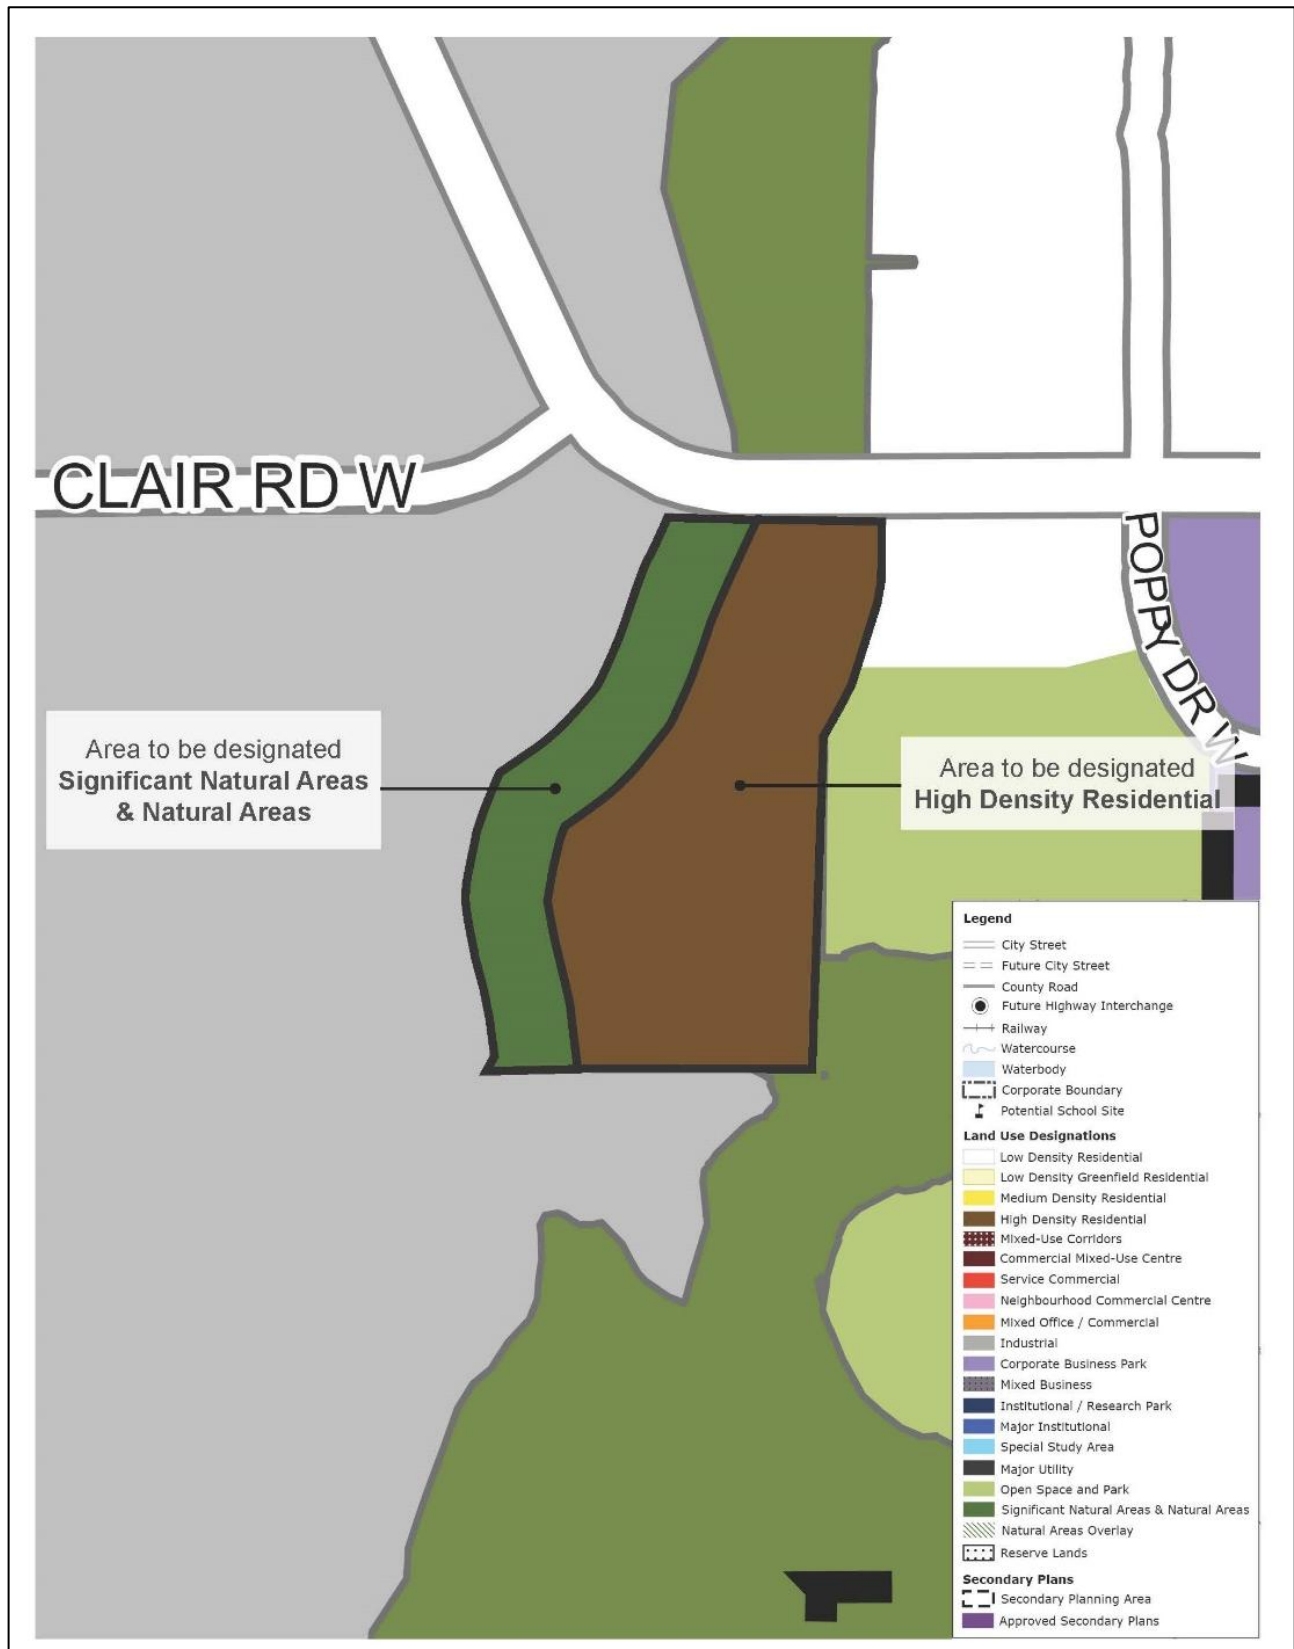 CLAIR RD W
POPPY DR W
Area to be designated
Significant Natural Areas
& Natural Areas
Area to be designated
High Density Residential
Legend
City Street
Future City Street
County Road
Future Highway Interchange
Railway
Watercourse
Waterbody
Corporate Boundary
Potential School Site
Land Use Designations
Low Density Residential
Low Density Greenfield Residential
Medium Density Residential
High Density Residential
Mixed-Use Corridors
Commercial Mixed-Use Centre
Service Commercial
Neighbourhood Commercial Centre
Mixed Office / Commercial
Industrial
Corporate Business Park
Mixed Business
Institutional / Research Park
Major Institutional
Special Study Area
Major Utility
Open Space and Park
Significant Natural Areas & Natural Areas
Natural Areas Overlay
Reserve Lands
Secondary Plans
Secondary Planning Area
Approved Secondary Plans